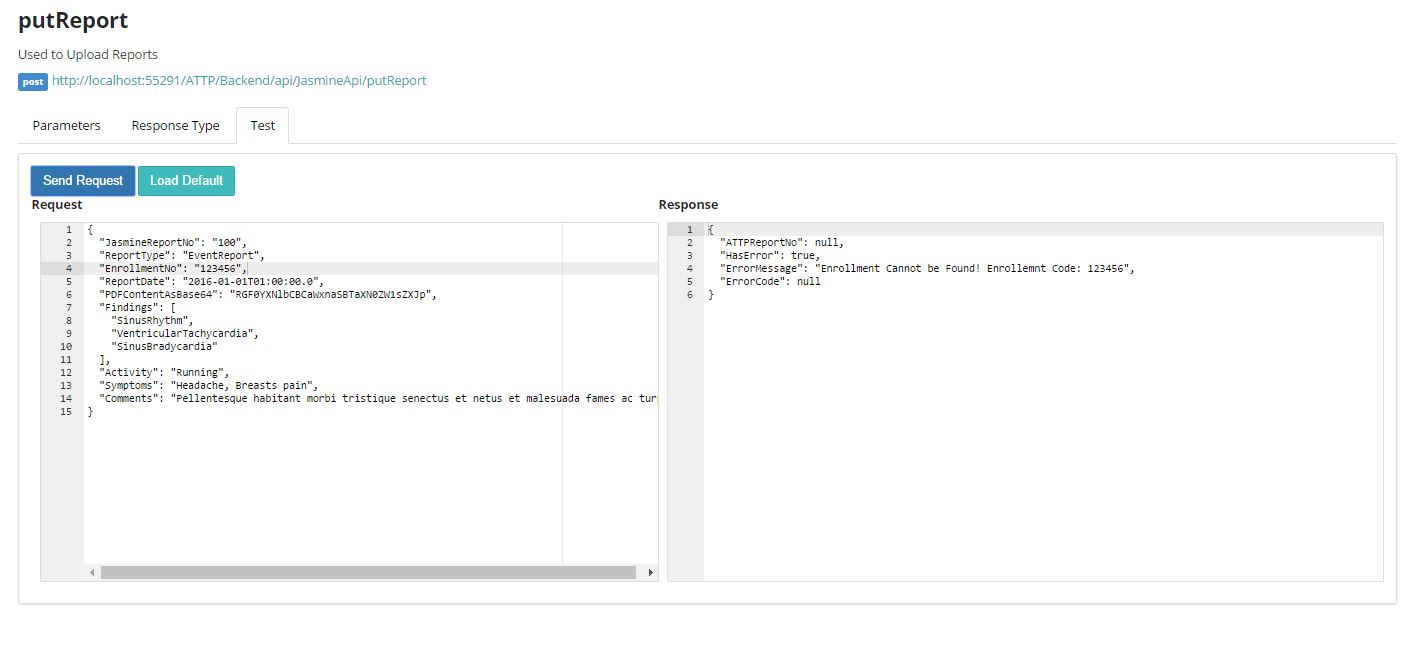 putReport
Used to Upload Reports
post http://localhost:55291/ATTP/Backend/api/JasmineApi/putReport
Parameters Response Type Test
Send Request Load Default
Request
1 {
2 "JasmineReportNo": "100",
3 "ReportType": "EventReport",
4 "EnrollmentNo": "123456",
5 "ReportDate": "2016-01-01T01:00:00.0",
6 "PDFContentAsBase64": "RGF0YXNlbCBCaWxnaSBTaXN0ZW1sZXJp",
7 "Findings": [
8 "SinusRhythm",
9 "VentricularTachycardia",
10 "SinusBradycardia"
11 ],
12 "Activity": "Running",
13 "Symptoms": "Headache, Breasts pain",
14 "Comments": "Pellentesque habitant morbi tristique senectus et netus et malesuada fames ac tur
15 }
Response
1 {
2 "ATTPReportNo": null,
3 "HasError": true,
4 "ErrorMessage": "Enrollment Cannot be Found! Enrollemnt Code: 123456",
5 "ErrorCode": null
6 }